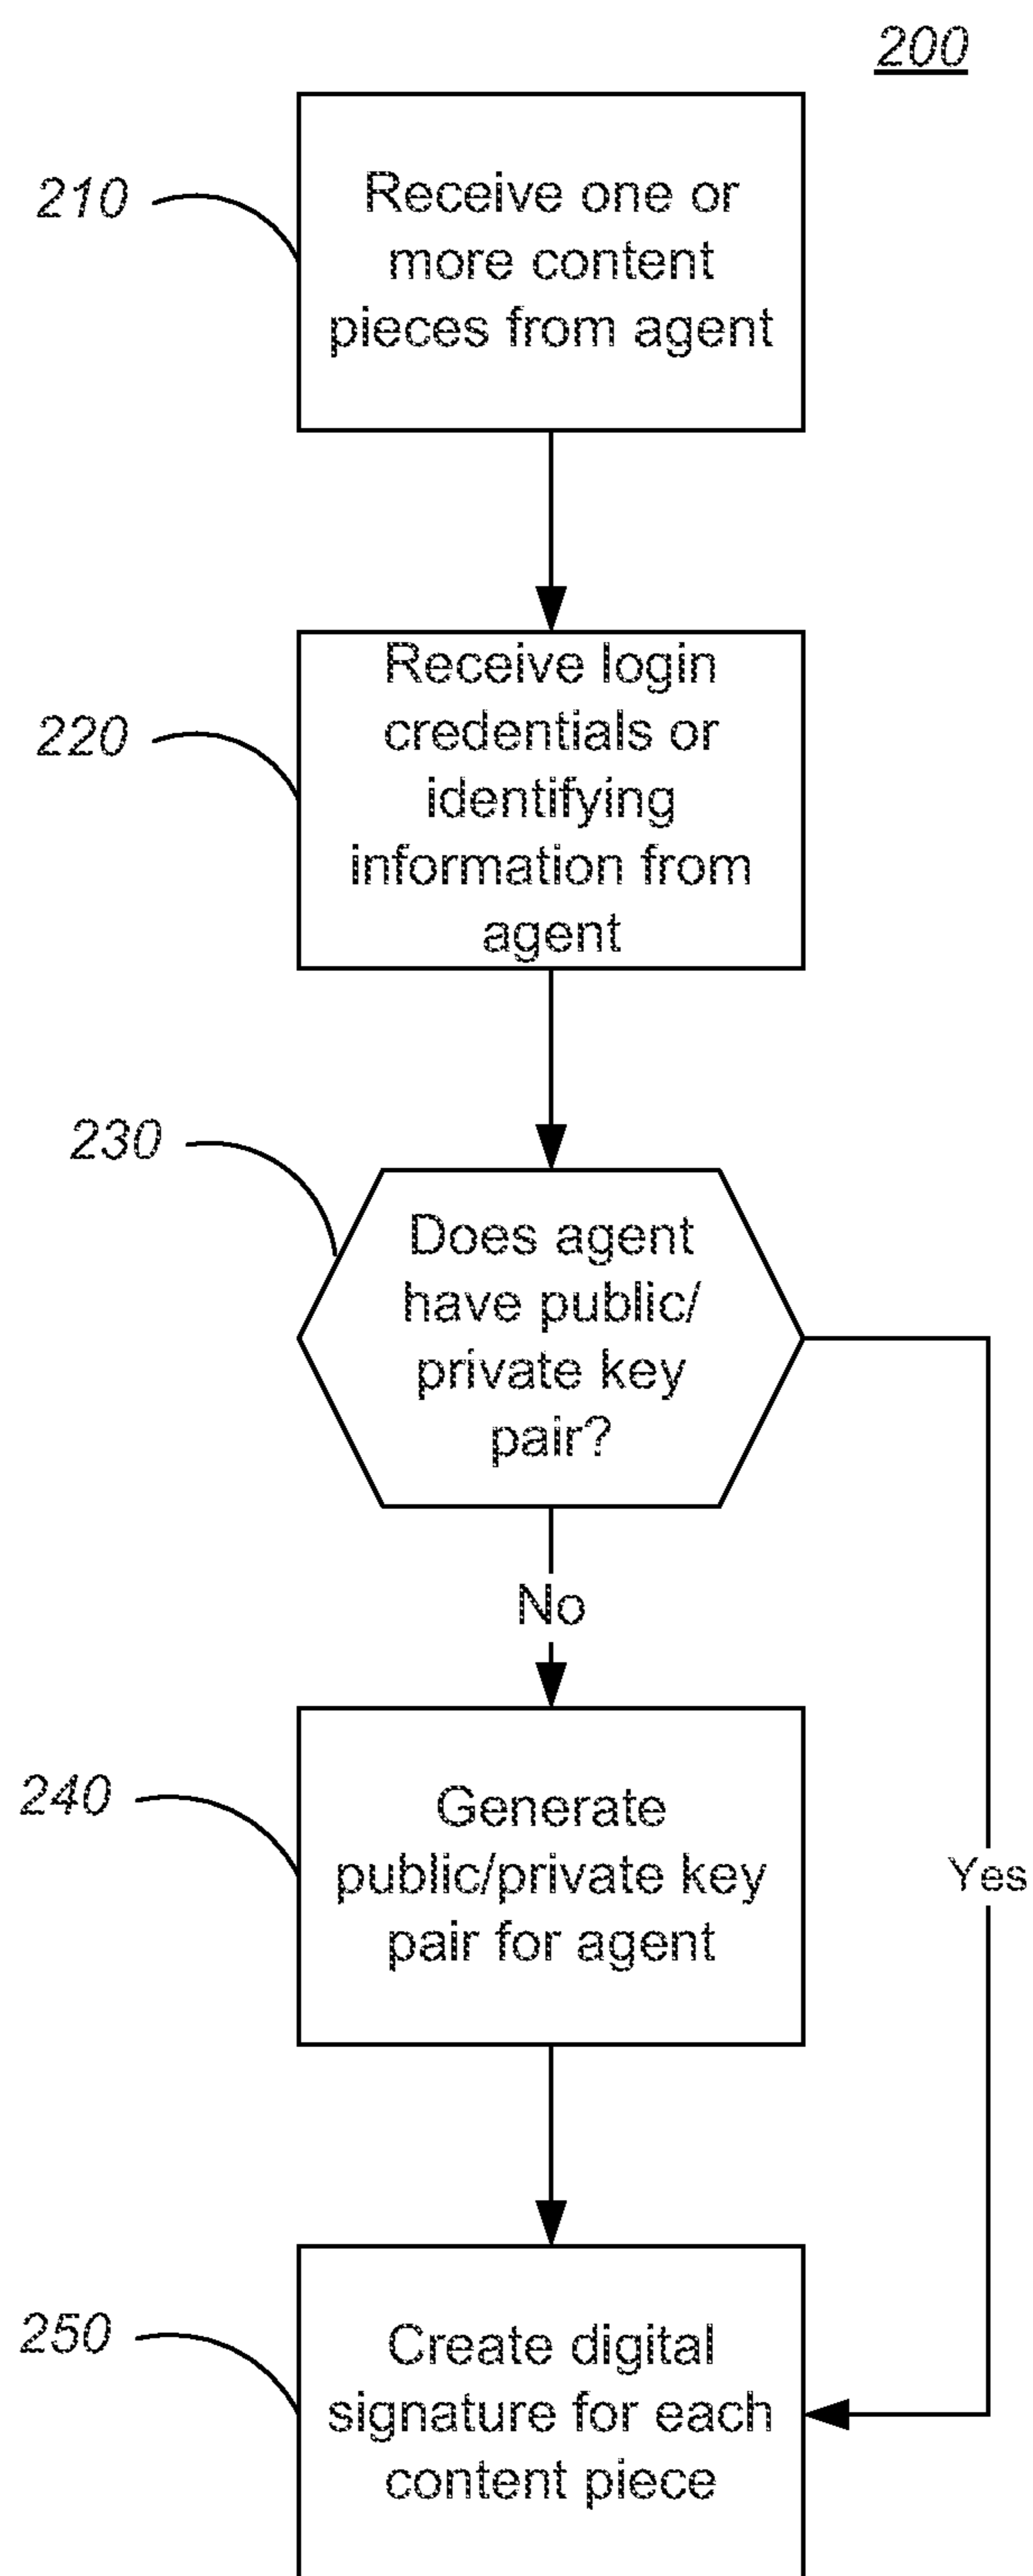 200
210
Receive one or
more content
pieces from agent
220
Receive login
credentials or
identifying
information from
agent
230
Does agent
have public/
private key
pair?
No
240
Generate
public/private key
pair for agent
Yes
250
Create digital
signature for each
content piece